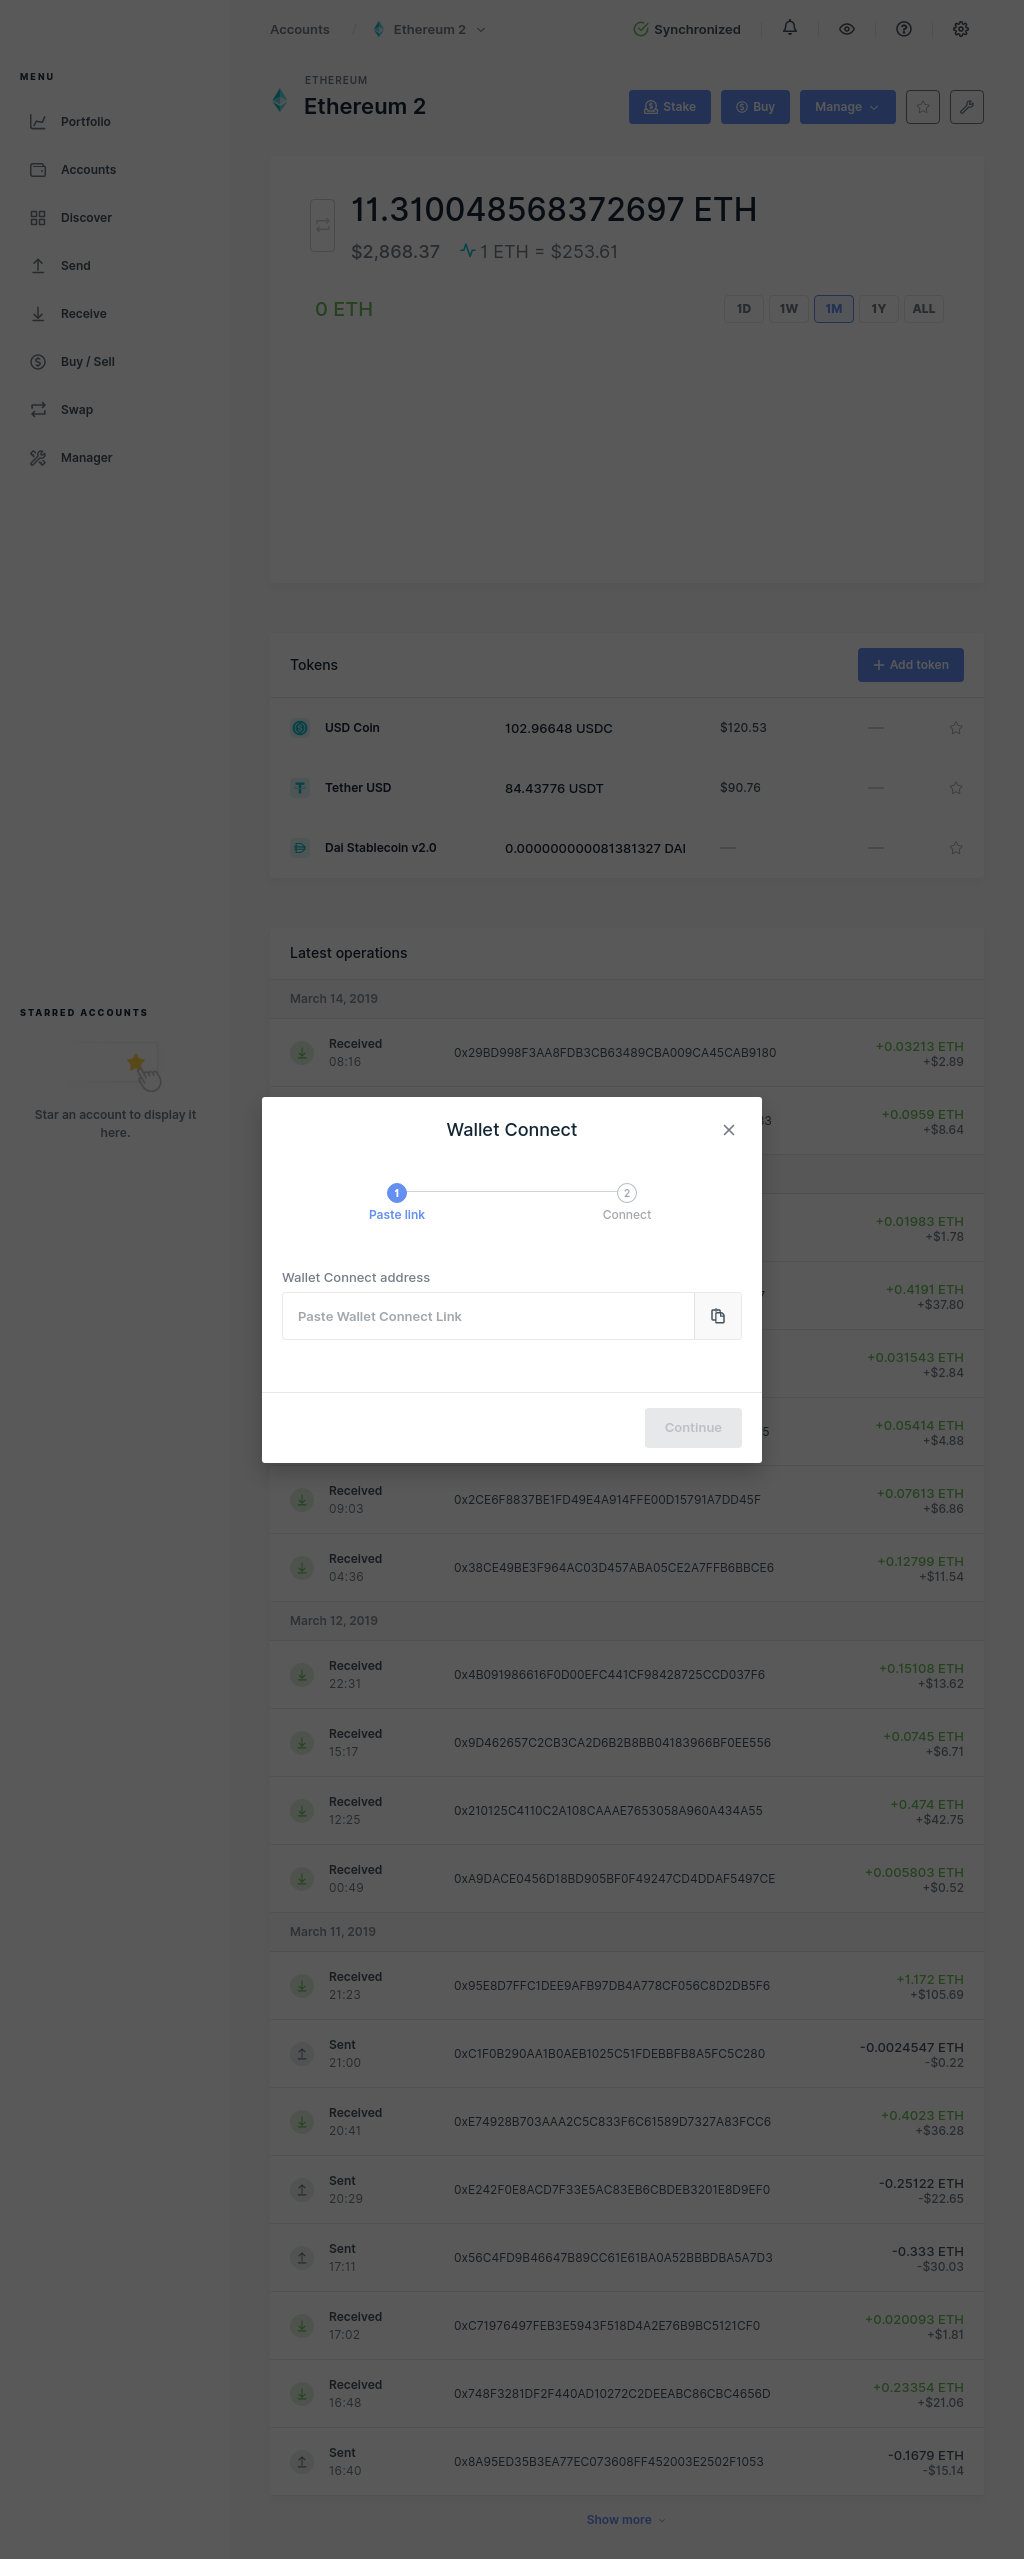 Accounts / Ethereum 2
Synchronized
MENU
Portfolio
Accounts
Discover
Send
Receive
Buy / Sell
Swap
Manager
STARRED ACCOUNTS
Star an account to display it
here.
ETHEREUM
Ethereum 2
Stake
Buy
Manage
11.310048568372697 ETH
$2,868.37
1 ETH = $253.61
0 ETH
1D 1W 1M 1Y ALL
Tokens
Add token
USD Coin 102.96648 USDC $120.53 —
Tether USD 84.43776 USDT $90.76 —
Dai Stablecoin v2.0 0.000000000081381327 DAI — —
Latest operations
March 14, 2019
Received 0x29BD998F3AA8FDB3CB63489CBA009CA45CAB9180 +0.03213 ETH
08:16 +$2.89
+0.0959 ETH
+$8.64
Wallet Connect
1 2
Paste link Connect
Wallet Connect address
Paste Wallet Connect Link
Continue
+0.01983 ETH
+$1.78
+0.4191 ETH
+$37.80
+0.031543 ETH
+$2.84
+0.05414 ETH
+$4.88
Received 0x2CE6F8837BE1FD49E4A914FFE00D15791A7DD45F +0.07613 ETH
09:03 +$6.86
Received 0x38CE49BE3F964AC03D457ABA05CE2A7FFB6BBCE6 +0.12799 ETH
04:36 +$11.54
March 12, 2019
Received 0x4B091986616F0D00EFC441CF98428725CCD037F6 +0.15108 ETH
22:31 +$13.62
Received 0x9D462657C2CB3CA2D6B2B8BB04183966BF0EE556 +0.0745 ETH
15:17 +$6.71
Received 0x210125C4110C2A108CAAAE7653058A960A434A55 +0.474 ETH
12:25 +$42.75
Received 0xA9DACE0456D18BD905BF0F49247CD4DDAF5497CE +0.005803 ETH
00:49 +$0.52
March 11, 2019
Received 0x95E8D7FFC1DEE9AFB97DB4A778CF056C8D2DB5F6 +1.172 ETH
21:23 +$105.69
Sent 0xC1F0B290AA1B0AEB1025C51FDEBBFB8A5FC5C280 -0.0024547 ETH
21:00 -$0.22
Received 0xE74928B703AAA2C5C833F6C61589D7327A83FCC6 +0.4023 ETH
20:41 +$36.28
Sent 0xE242F0E8ACD7F33E5AC83EB6CBDEB3201E8D9EF0 -0.25122 ETH
20:29 -$22.65
Sent 0x56C4FD9B46647B89CC61E61BA0A52BBBDBA5A7D3 -0.333 ETH
17:11 -$30.03
Received 0xC71976497FEB3E5943F518D4A2E76B9BC5121CF0 +0.020093 ETH
17:02 +$1.81
Received 0x748F3281DF2F440AD10272C2DEEABC86CBC4656D +0.23354 ETH
16:48 +$21.06
Sent 0x8A95ED35B3EA77EC073608FF452003E2502F1053 -0.1679 ETH
16:40 -$15.14
Show more